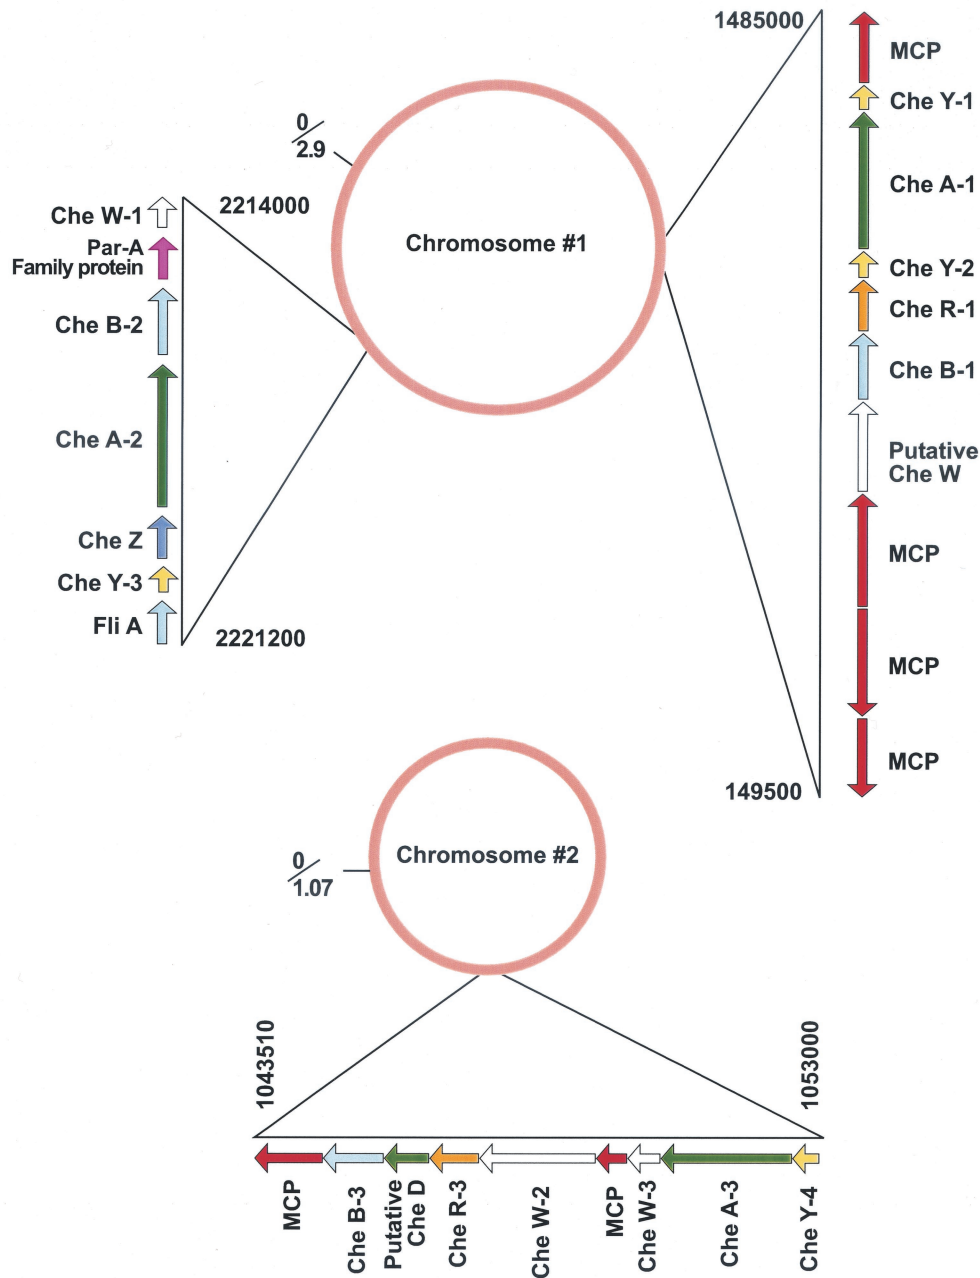 1485000
MCP
Che Y-1
Che A-1
Che Y-2
Che R-1
Che B-1
Putative
Che W
MCP
MCP
MCP
149500
0
2.9
Chromosome #1
2214000
Che W-1
Par-A
Family protein
Che B-2
Che A-2
Che Z
Che Y-3
Fli A
2221200
0
1.07
Chromosome #2
1043510
1053000
MCP
Che B-3
Putative
Che D
Che R-3
Che W-2
MCP
Che W-3
Che A-3
Che Y-4